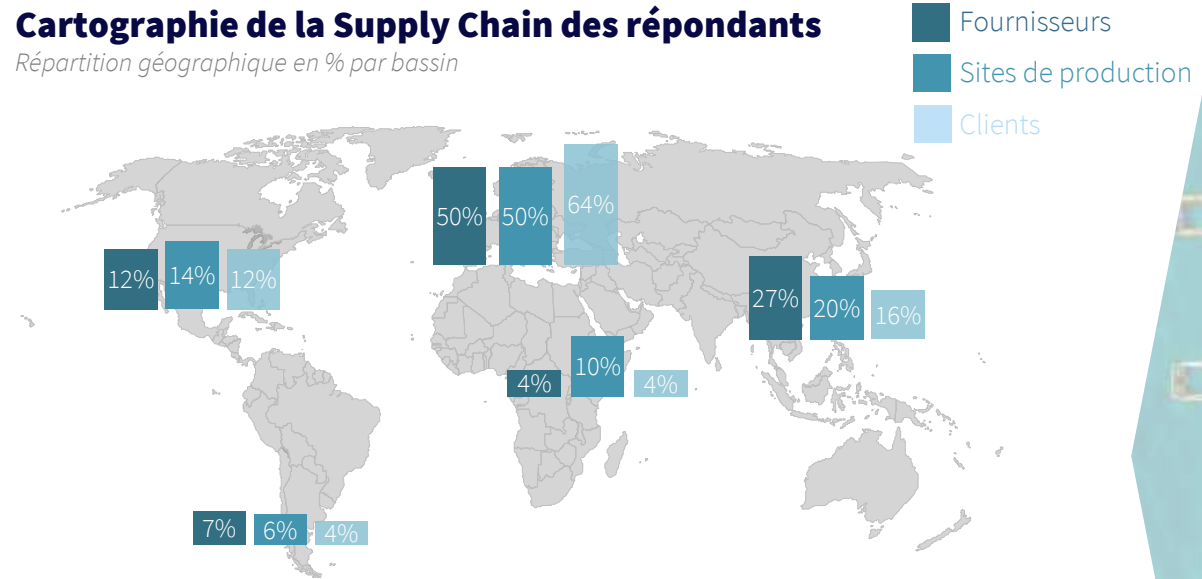 Cartographie de la Supply Chain des répondants
Répartition géographique en % par bassin
Fournisseurs
Sites de production
Clients
50% 50% 64%
12% 14% 12%
27% 20% 16%
4% 10% 4%
7% 6% 4%